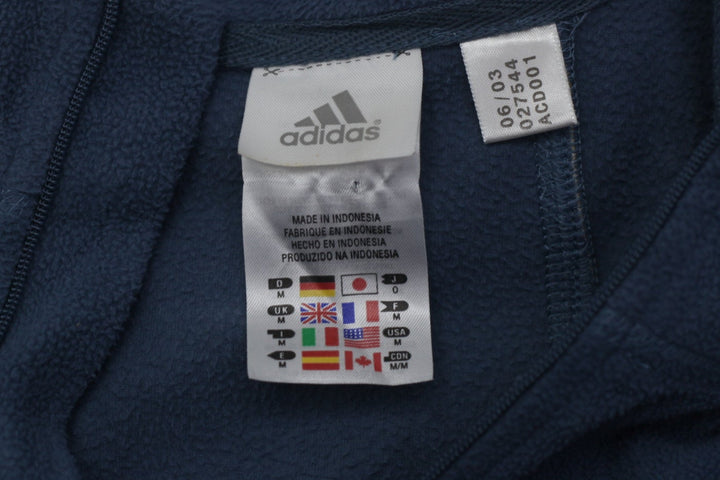 adidas®
MADE IN INDONESIA
FABRIQUE EN INDONESIE
HECHO EN INDONESIA
PRODUZIDO NA INDONESIA
D J
M O
UK F
M M
I USA
M M
E CDN
M M/M
06/03
027544
ACD001